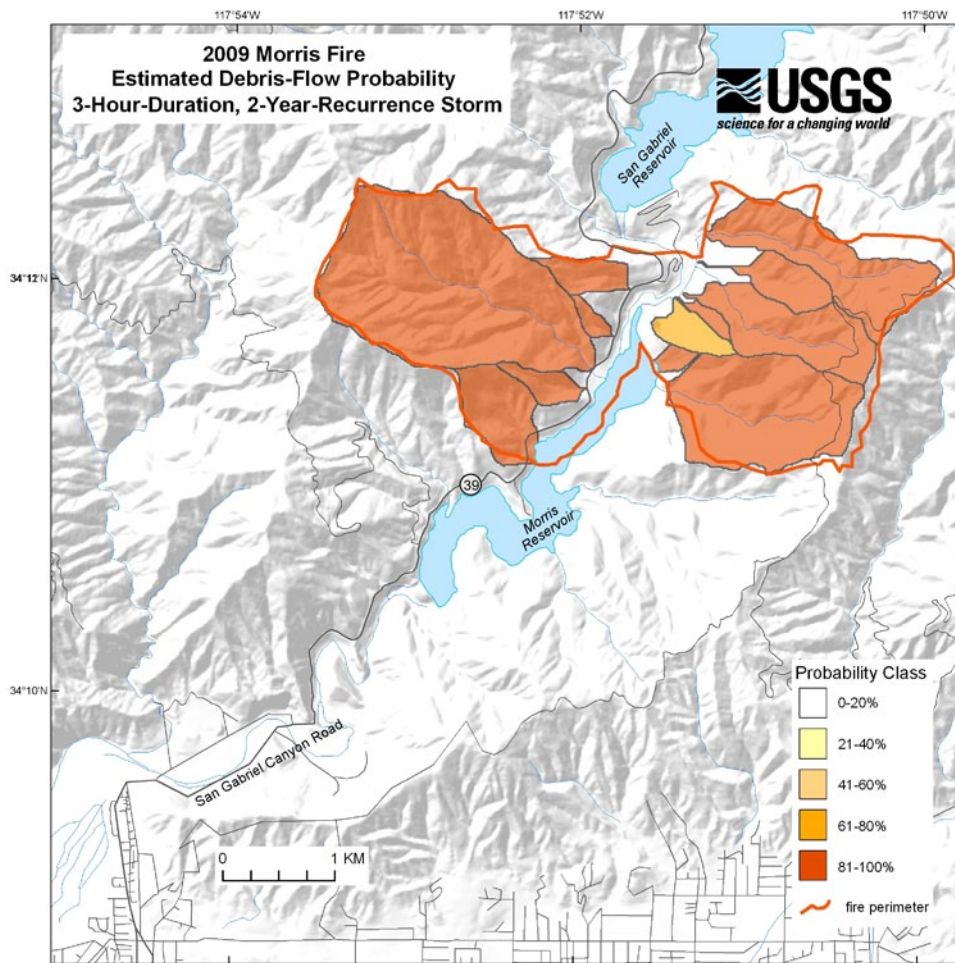 117°54'W
117°52'W
117°50'W
2009 Morris Fire
Estimated Debris-Flow Probability
3-Hour-Duration, 2-Year-Recurrence Storm
USGS
science for a changing world
San Gabriel
Reservoir
34°12'N
39
Morris
Reservoir
34°10'N
San Gabriel Canyon Road
Probability Class
0-20%
21-40%
41-60%
61-80%
81-100%
fire perimeter
0 1 KM